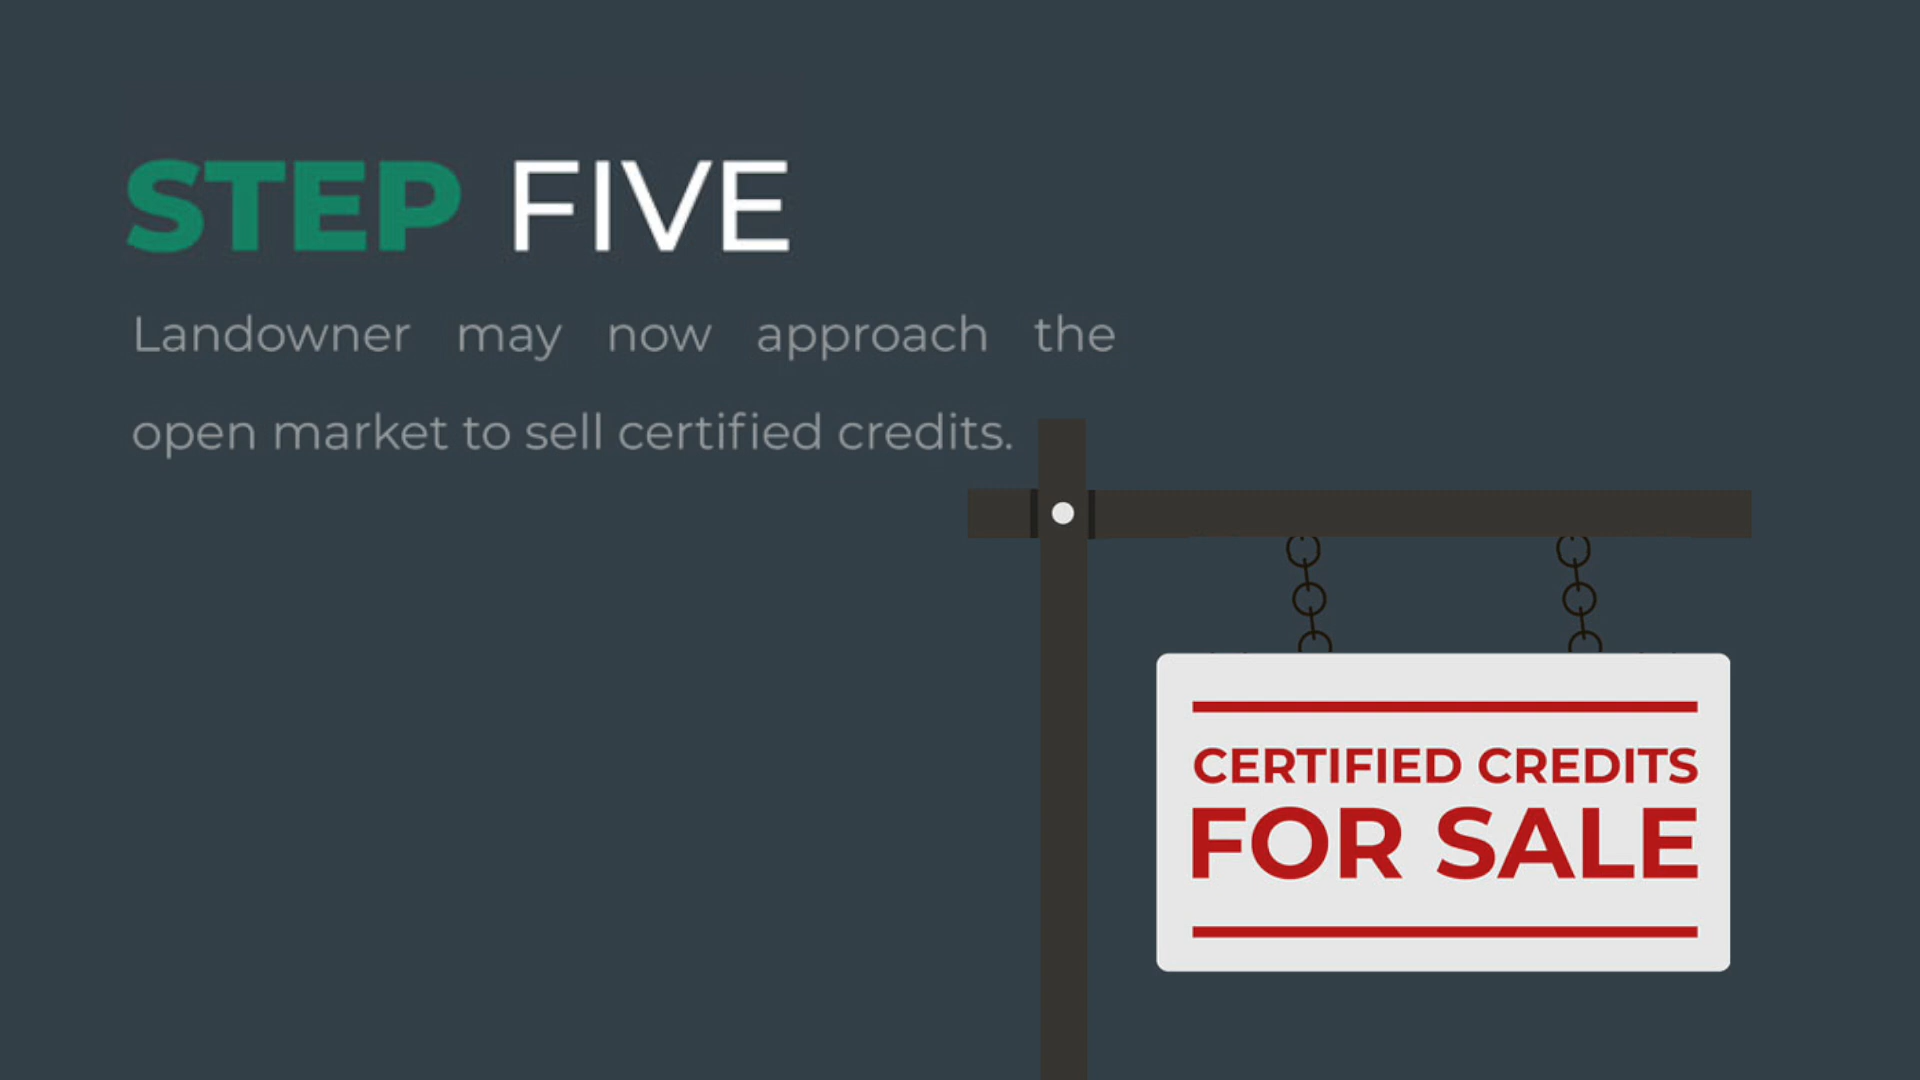 STEP FIVE
Landowner may now approach the
open market to sell certified credits.
CERTIFIED CREDITS
FOR SALE